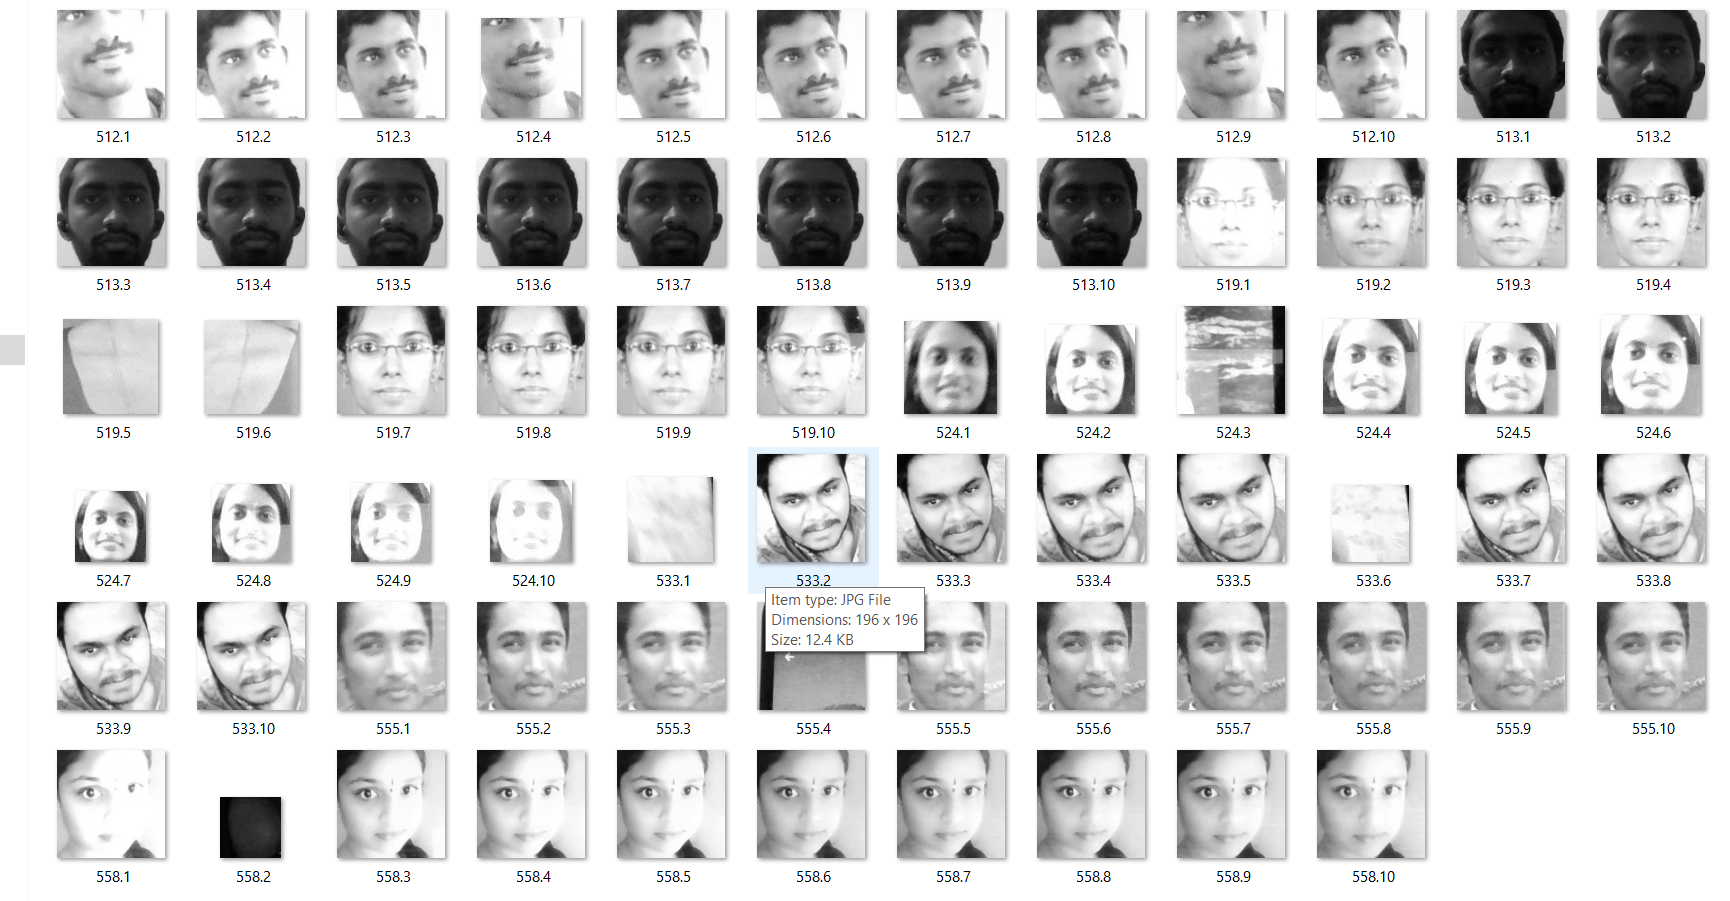 512.1 512.2 512.3 512.4 512.5 512.6 512.7 512.8 512.9 512.10 513.1 513.2
513.3 513.4 513.5 513.6 513.7 513.8 513.9 513.10 519.1 519.2 519.3 519.4
519.5 519.6 519.7 519.8 519.9 519.10 524.1 524.2 524.3 524.4 524.5 524.6
524.7 524.8 524.9 524.10 533.1 533.2 533.3 533.4 533.5 533.6 533.7 533.8
Item type: JPG File
Dimensions: 196 x 196
Size: 12.4 KB
533.9 533.10 555.1 555.2 555.3 555.4 555.5 555.6 555.7 555.8 555.9 555.10
558.1 558.2 558.3 558.4 558.5 558.6 558.7 558.8 558.9 558.10